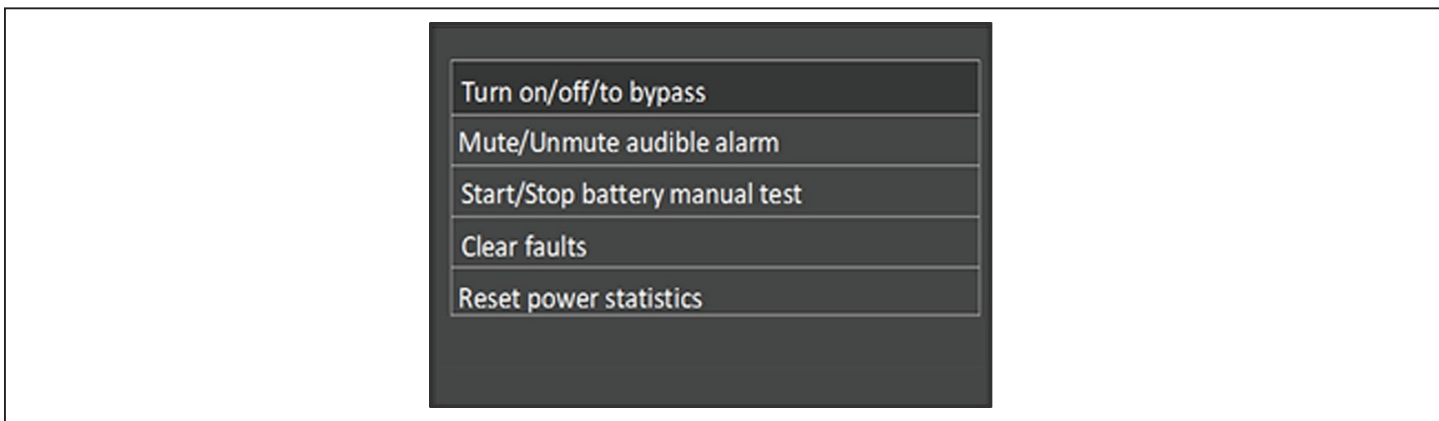 Turn on/off/to bypass
Mute/Unmute audible alarm
Start/Stop battery manual test
Clear faults
Reset power statistics